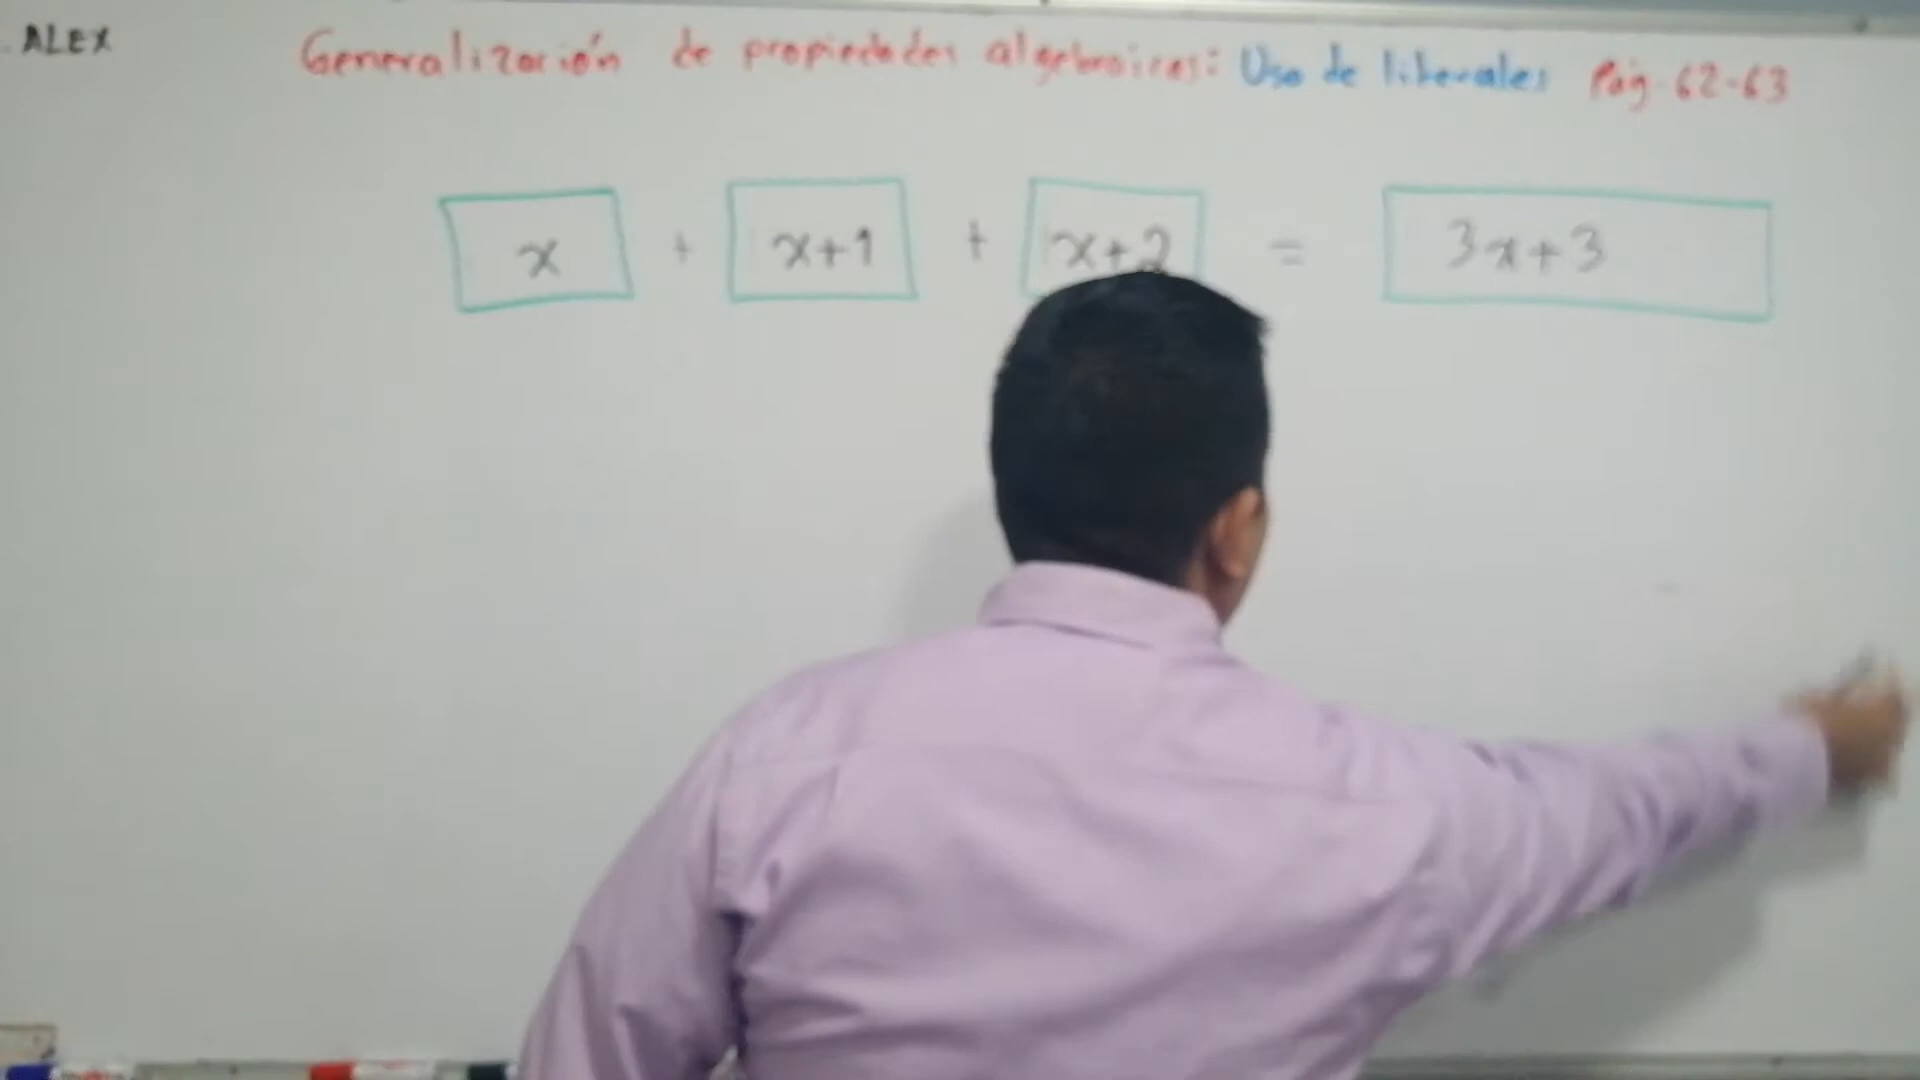 ALEX
Generalización de propiedades algebraicas: Uso de literales Pág. 62-63
x + x+1 + x+2 = 3x+3